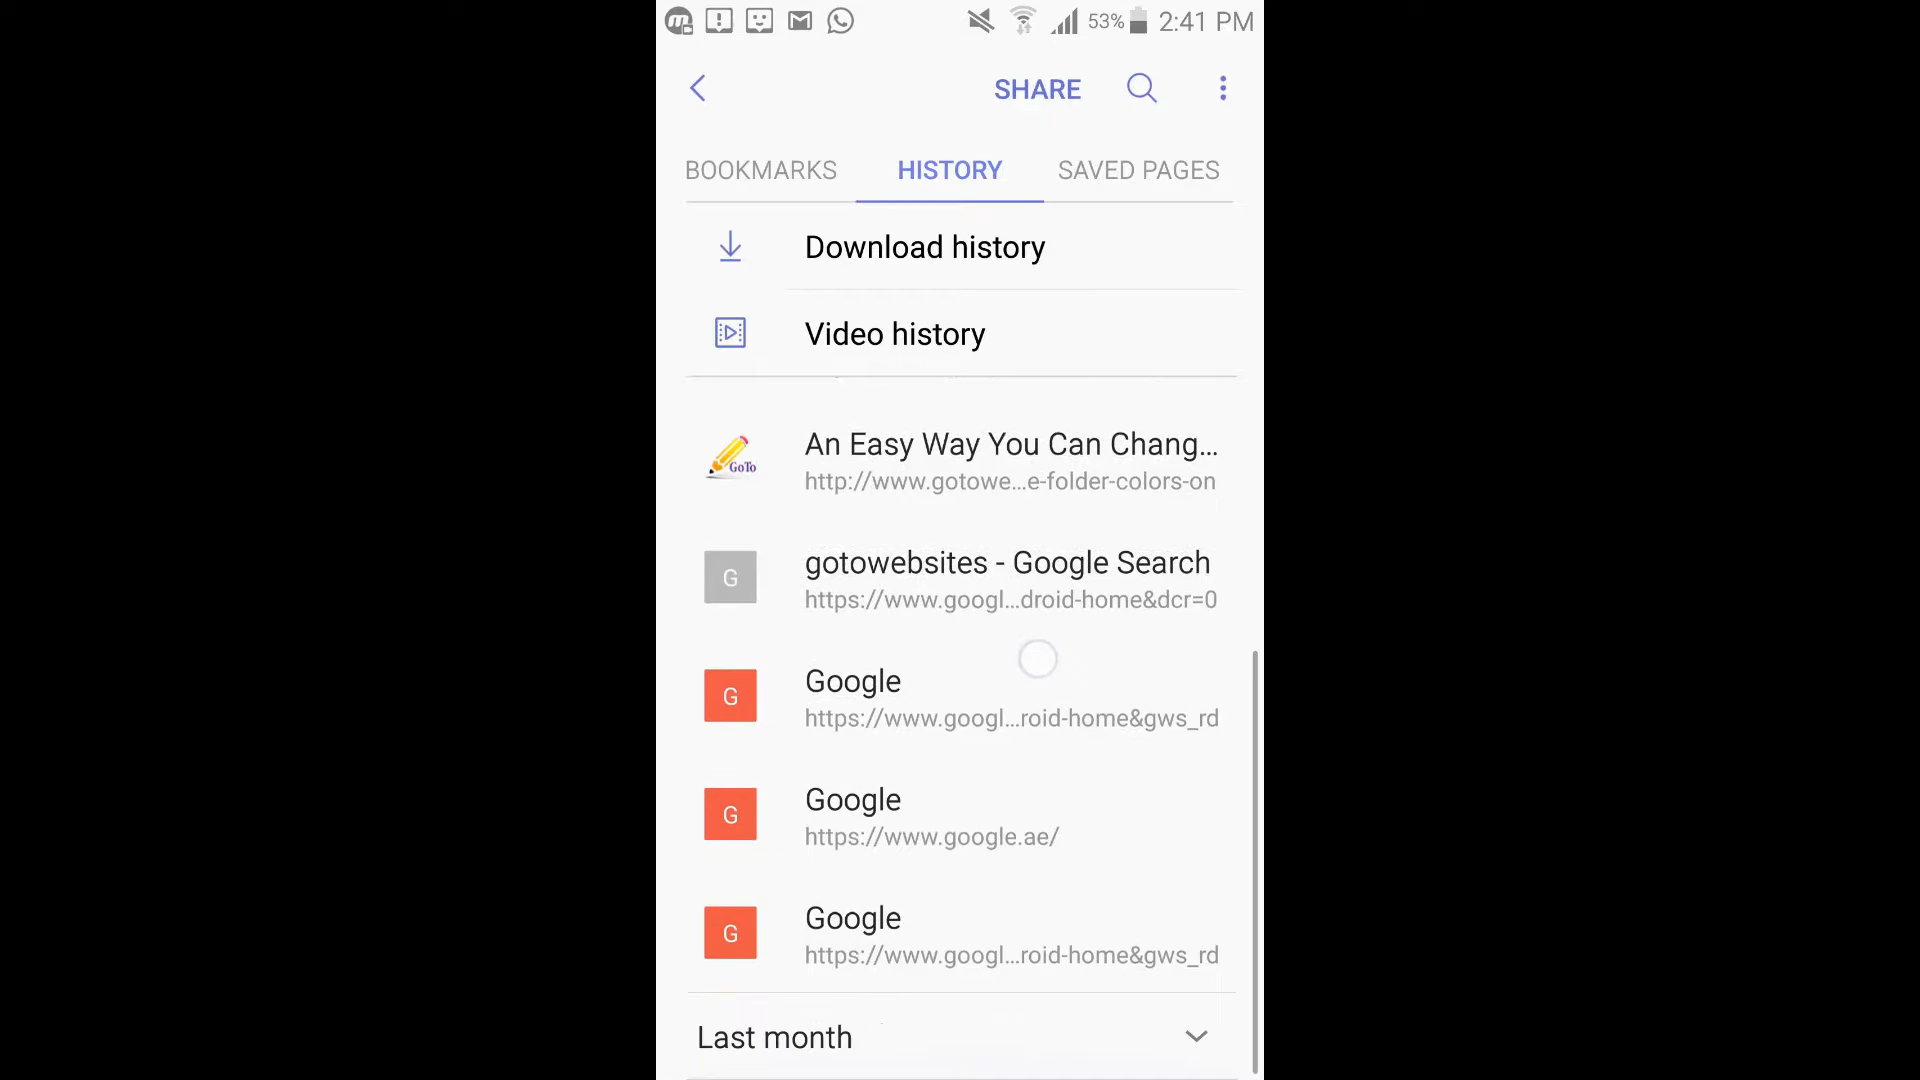 53% 2:41 PM
SHARE
BOOKMARKS HISTORY SAVED PAGES
Download history
Video history
GoTo
An Easy Way You Can Chang...
http://www.gotowe...e-folder-colors-on
G
gotowebsites - Google Search
https://www.googl...droid-home&dcr=0
G
Google
https://www.googl...roid-home&gws_rd
G
Google
https://www.google.ae/
G
Google
https://www.googl...roid-home&gws_rd
Last month